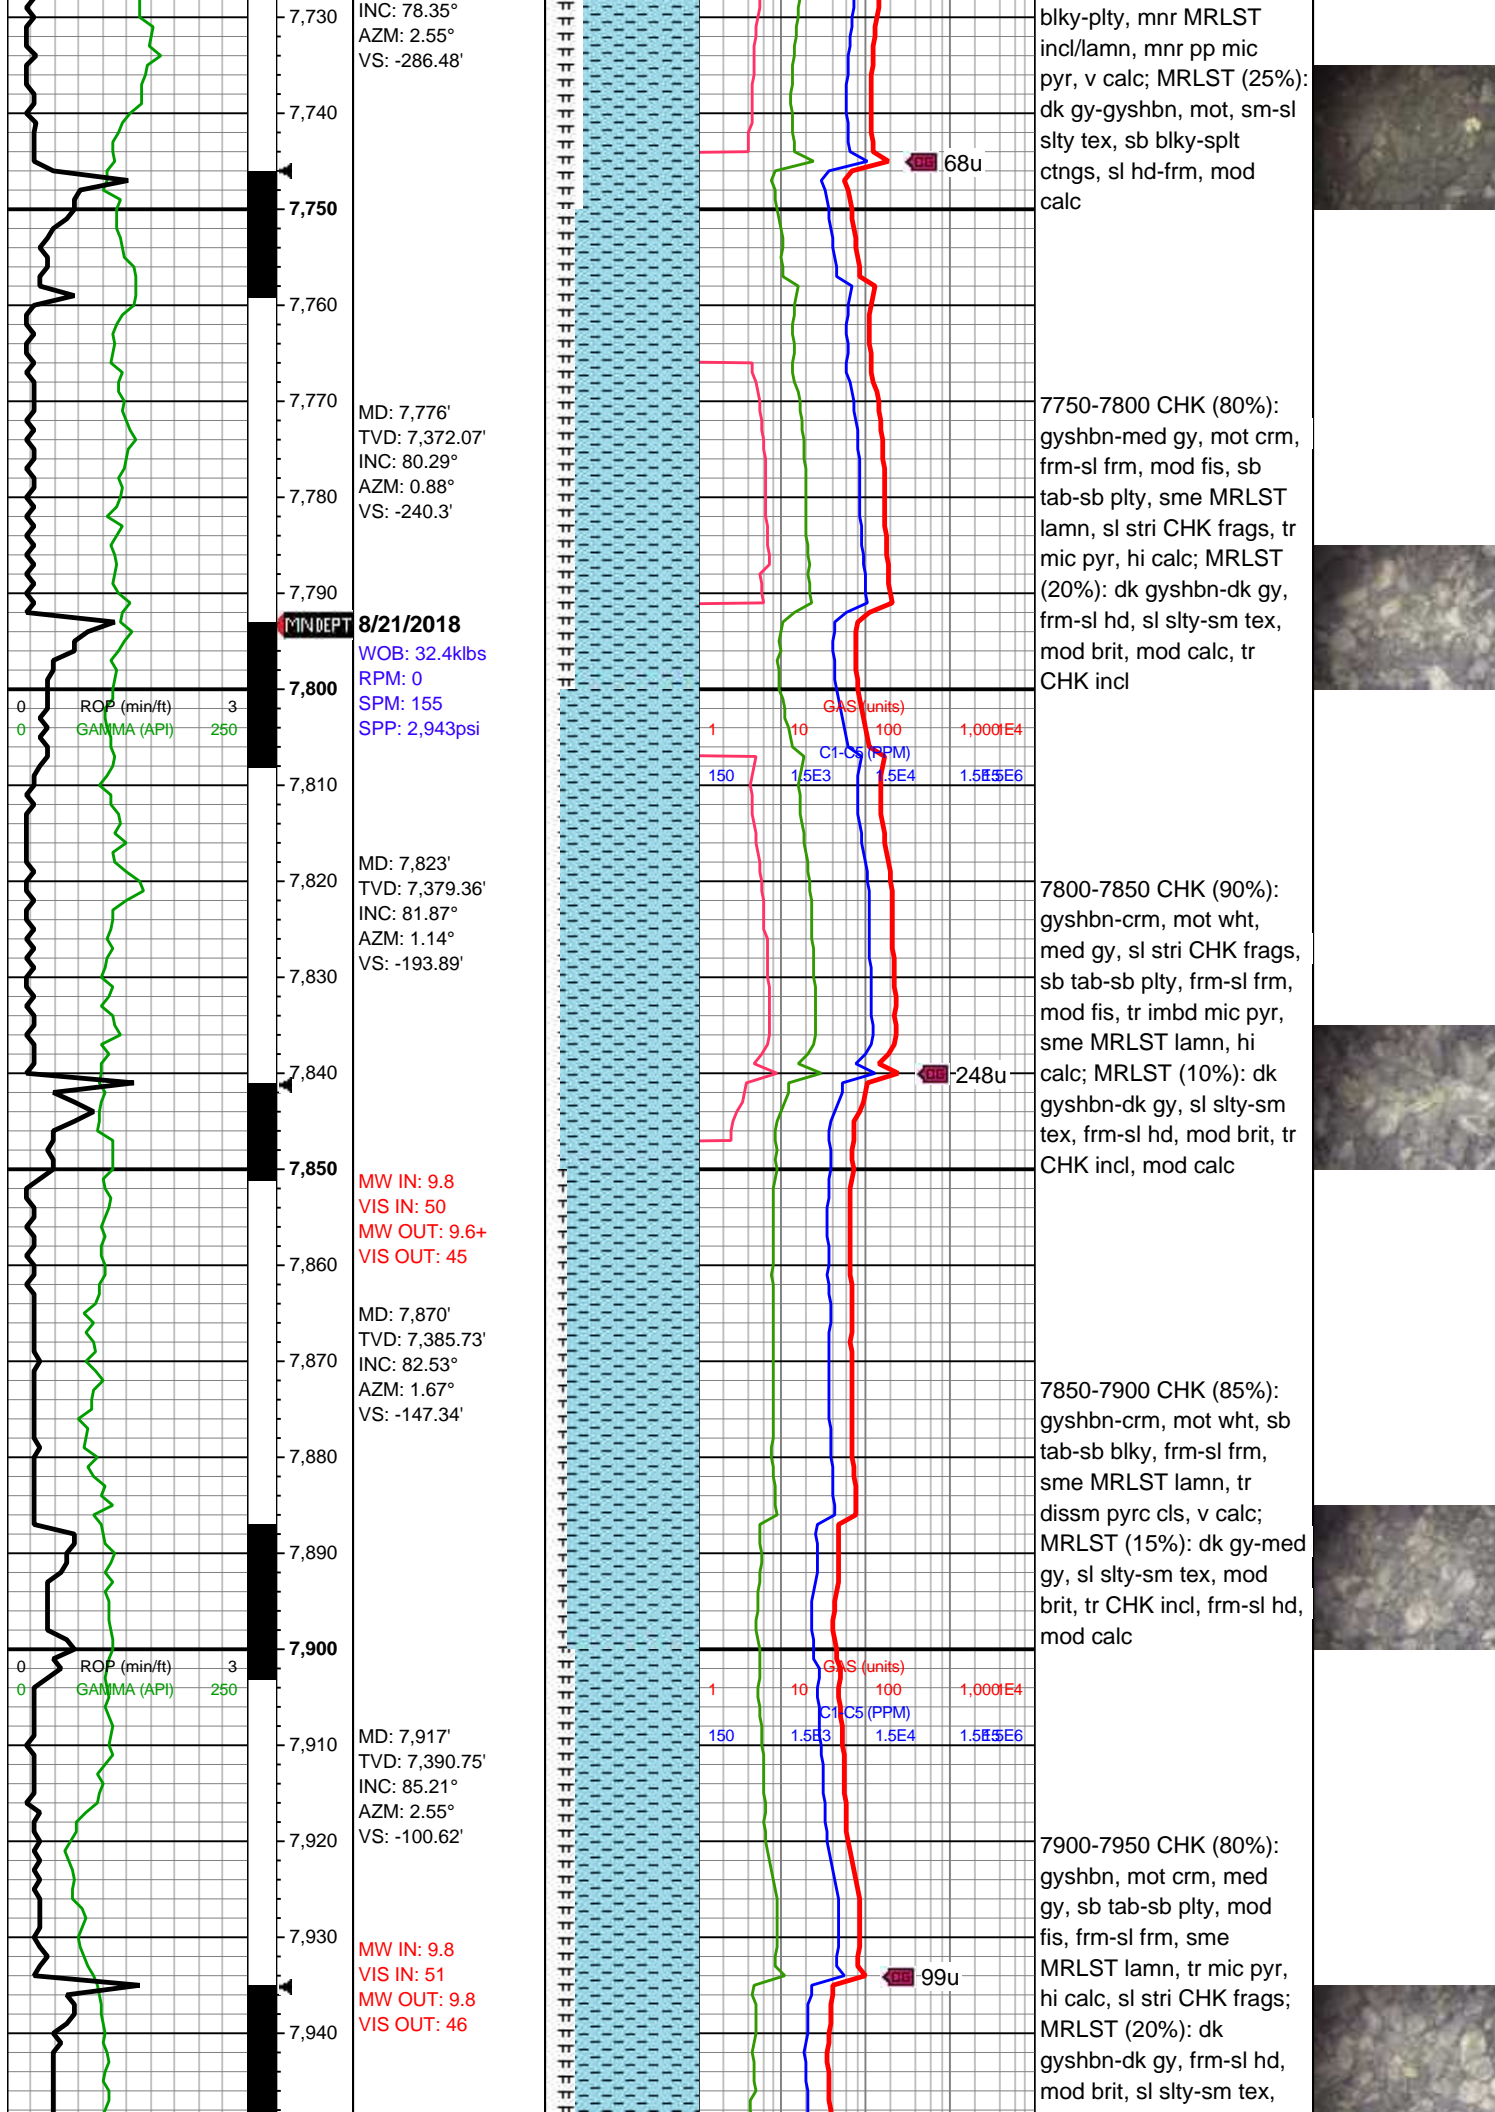 7,730
7,740
7,750
7,760
7,770
7,780
7,790
7,800
7,810
7,820
7,830
7,840
7,850
7,860
7,870
7,880
7,890
7,900
7,910
7,920
7,930
7,940
0 ROP (min/ft) 3
0 GAMMA (API) 250
0 ROP (min/ft) 3
0 GAMMA (API) 250
INC: 78.35°
AZM: 2.55°
VS: -286.48'
MD: 7,776'
TVD: 7,372.07'
INC: 80.29°
AZM: 0.88°
VS: -240.3'
MNDEPT 8/21/2018
WOB: 32.4klbs
RPM: 0
SPM: 155
SPP: 2,943psi
MD: 7,823'
TVD: 7,379.36'
INC: 81.87°
AZM: 1.14°
VS: -193.89'
MW IN: 9.8
VIS IN: 50
MW OUT: 9.6+
VIS OUT: 45
MD: 7,870'
TVD: 7,385.73'
INC: 82.53°
AZM: 1.67°
VS: -147.34'
MD: 7,917'
TVD: 7,390.75'
INC: 85.21°
AZM: 2.55°
VS: -100.62'
MW IN: 9.8
VIS IN: 51
MW OUT: 9.8
VIS OUT: 46
68u
GAS (units)
1 10 100 1,000 1E4
C1-C5 (PPM)
150 1.5E3 1.5E4 1.5E5 1.5E6
248u
GAS (units)
1 10 100 1,000 1E4
C1-C5 (PPM)
150 1.5E3 1.5E4 1.5E5 1.5E6
99u
blky-plty, mnr MRLST
incl/lamn, mnr pp mic
pyr, v calc; MRLST (25%):
dk gy-gyshbn, mot, sm-sl
slty tex, sb blky-splt
ctngs, sl hd-frm, mod
calc
7750-7800 CHK (80%):
gyshbn-med gy, mot crm,
frm-sl frm, mod fis, sb
tab-sb plty, sme MRLST
lamn, sl stri CHK frags, tr
mic pyr, hi calc; MRLST
(20%): dk gyshbn-dk gy,
frm-sl hd, sl slty-sm tex,
mod brit, mod calc, tr
CHK incl
7800-7850 CHK (90%):
gyshbn-crm, mot wht,
med gy, sl stri CHK frags,
sb tab-sb plty, frm-sl frm,
mod fis, tr imbd mic pyr,
sme MRLST lamn, hi
calc; MRLST (10%): dk
gyshbn-dk gy, sl slty-sm
tex, frm-sl hd, mod brit, tr
CHK incl, mod calc
7850-7900 CHK (85%):
gyshbn-crm, mot wht, sb
tab-sb blky, frm-sl frm,
sme MRLST lamn, tr
dissm pyrc cls, v calc;
MRLST (15%): dk gy-med
gy, sl slty-sm tex, mod
brit, tr CHK incl, frm-sl hd,
mod calc
7900-7950 CHK (80%):
gyshbn, mot crm, med
gy, sb tab-sb plty, mod
fis, frm-sl frm, sme
MRLST lamn, tr mic pyr,
hi calc, sl stri CHK frags;
MRLST (20%): dk
gyshbn-dk gy, frm-sl hd,
mod brit, sl slty-sm tex,